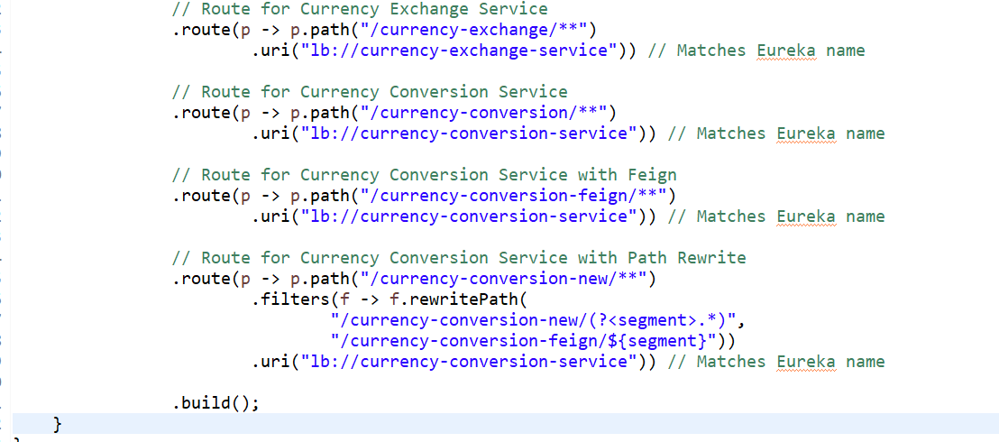 // Route for Currency Exchange Service
.route(p -> p.path("/currency-exchange/**")
.uri("lb://currency-exchange-service")) // Matches Eureka name
// Route for Currency Conversion Service
.route(p -> p.path("/currency-conversion/**")
.uri("lb://currency-conversion-service")) // Matches Eureka name
// Route for Currency Conversion Service with Feign
.route(p -> p.path("/currency-conversion-feign/**")
.uri("lb://currency-conversion-service")) // Matches Eureka name
// Route for Currency Conversion Service with Path Rewrite
.route(p -> p.path("/currency-conversion-new/**")
.filters(f -> f.rewritePath(
"/currency-conversion-new/(?<segment>.*)",
"/currency-conversion-feign/${segment}"))
.uri("lb://currency-conversion-service")) // Matches Eureka name
.build();
}